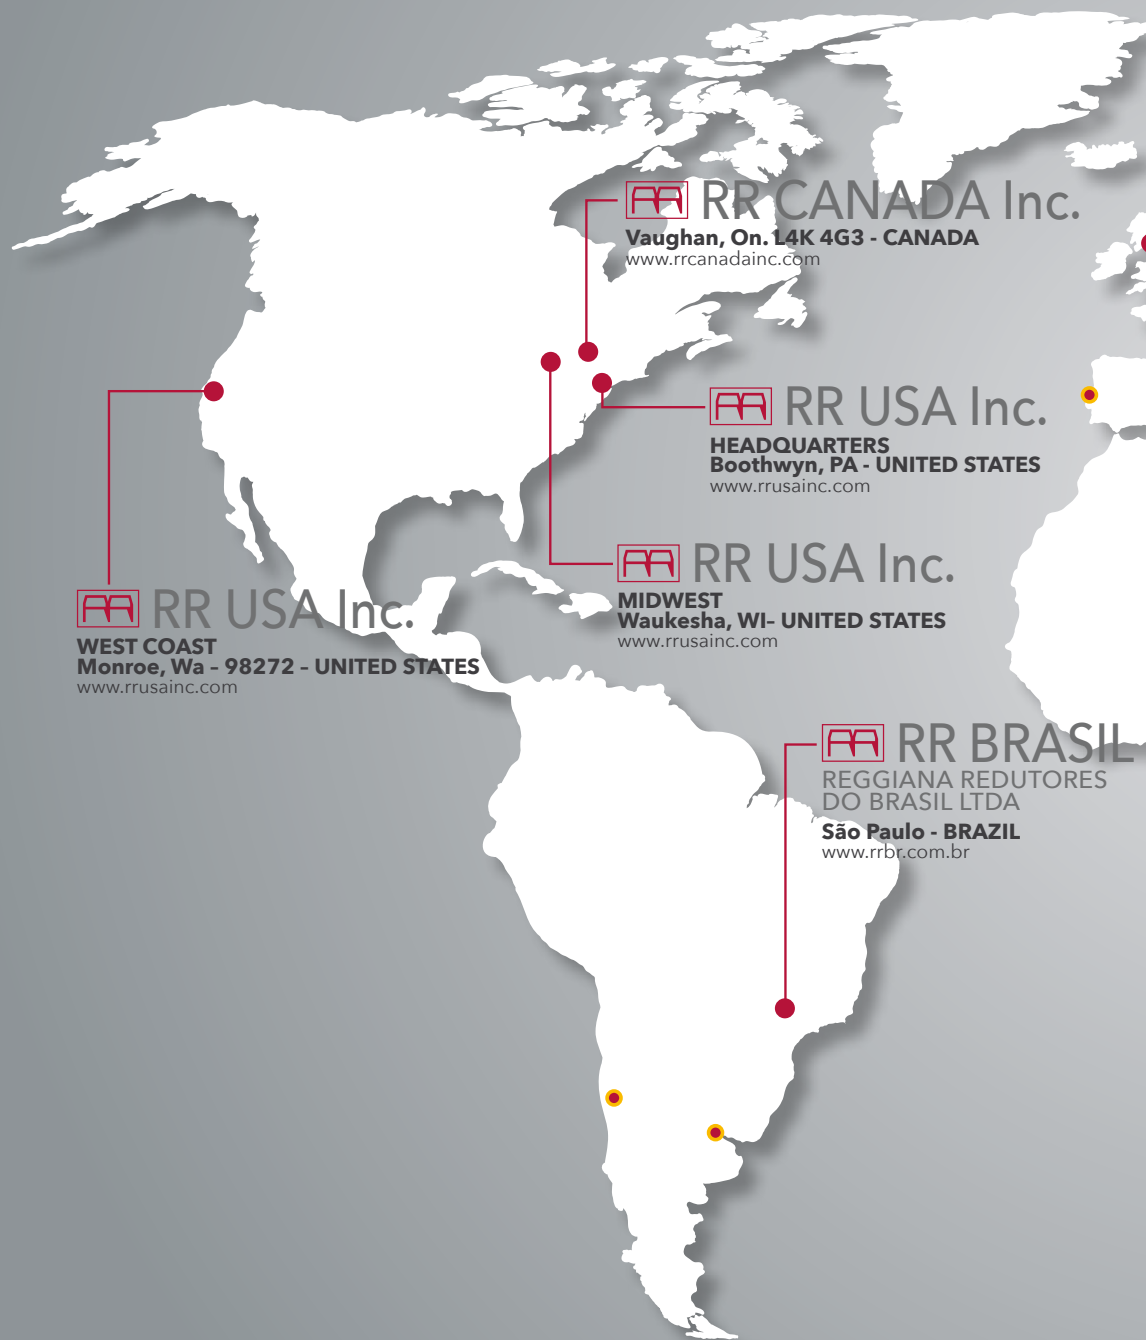 RR CANADA Inc.
Vaughan, On. L4K 4G3 - CANADA
www.rrcanadainc.com
RR USA Inc.
HEADQUARTERS
Boothwyn, PA - UNITED STATES
www.rrusainc.com
RR USA Inc.
MIDWEST
Waukesha, WI– UNITED STATES
www.rrusainc.com
RR USA Inc.
WEST COAST
Monroe, Wa – 98272 – UNITED STATES
www.rrusainc.com
RR BRASIL
REGGIANA REDUTORES
DO BRASIL LTDA
São Paulo - BRAZIL
www.rrbr.com.br